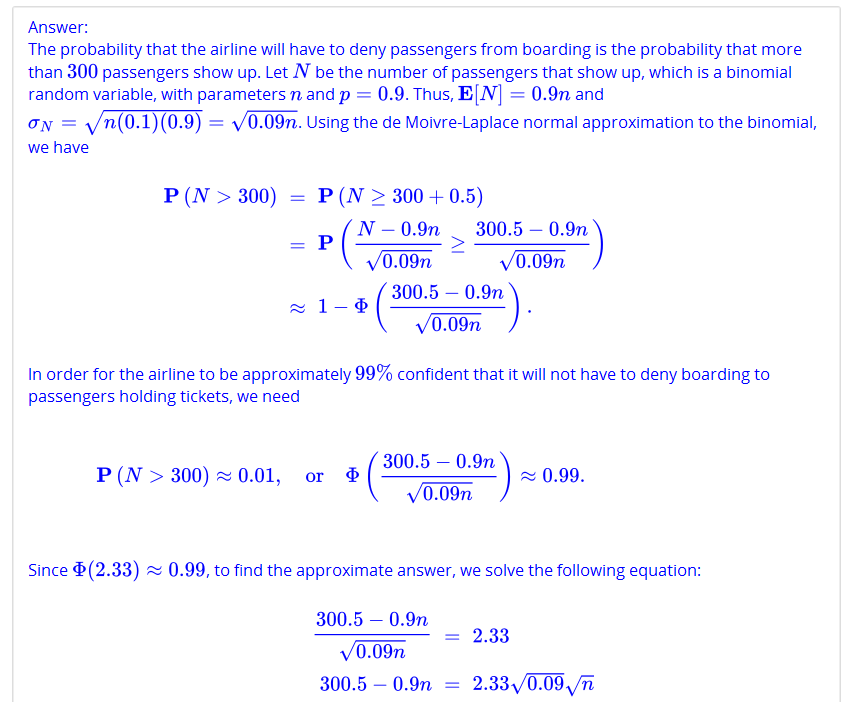 Answer:
The probability that the airline will have to deny passengers from boarding is the probability that more
than 300 passengers show up. Let N be the number of passengers that show up, which is a binomial
random variable, with parameters n and p = 0.9. Thus, E[N] = 0.9n and
σ_N = √(n(0.1)(0.9)) = √(0.09n). Using the de Moivre-Laplace normal approximation to the binomial,
we have
P (N > 300) = P (N ≥ 300 + 0.5)
= P ( (N − 0.9n)/√(0.09n) ≥ (300.5 − 0.9n)/√(0.09n) )
≈ 1 − Φ ( (300.5 − 0.9n)/√(0.09n) ) .
In order for the airline to be approximately 99% confident that it will not have to deny boarding to
passengers holding tickets, we need
P (N > 300) ≈ 0.01, or Φ ( (300.5 − 0.9n)/√(0.09n) ) ≈ 0.99.
Since Φ(2.33) ≈ 0.99, to find the approximate answer, we solve the following equation:
(300.5 − 0.9n)/√(0.09n) = 2.33
300.5 − 0.9n = 2.33√0.09√n